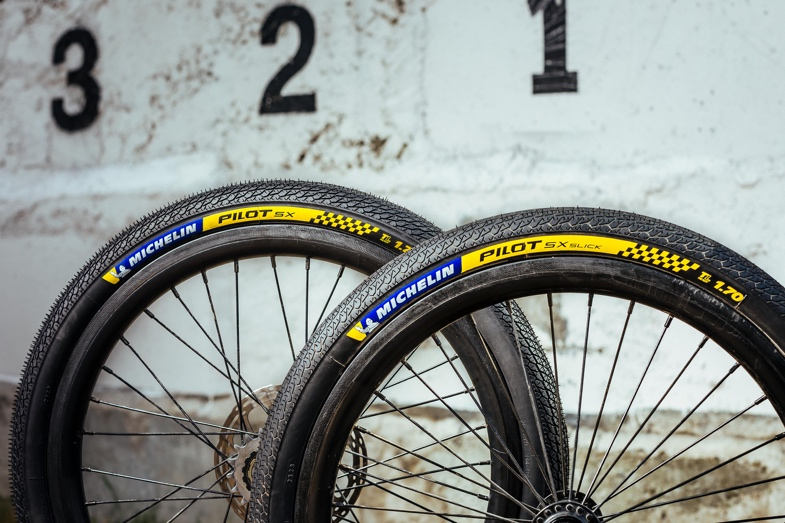 3 2 1
MICHELIN PILOT SX
MICHELIN PILOT SX SLICK 1.70